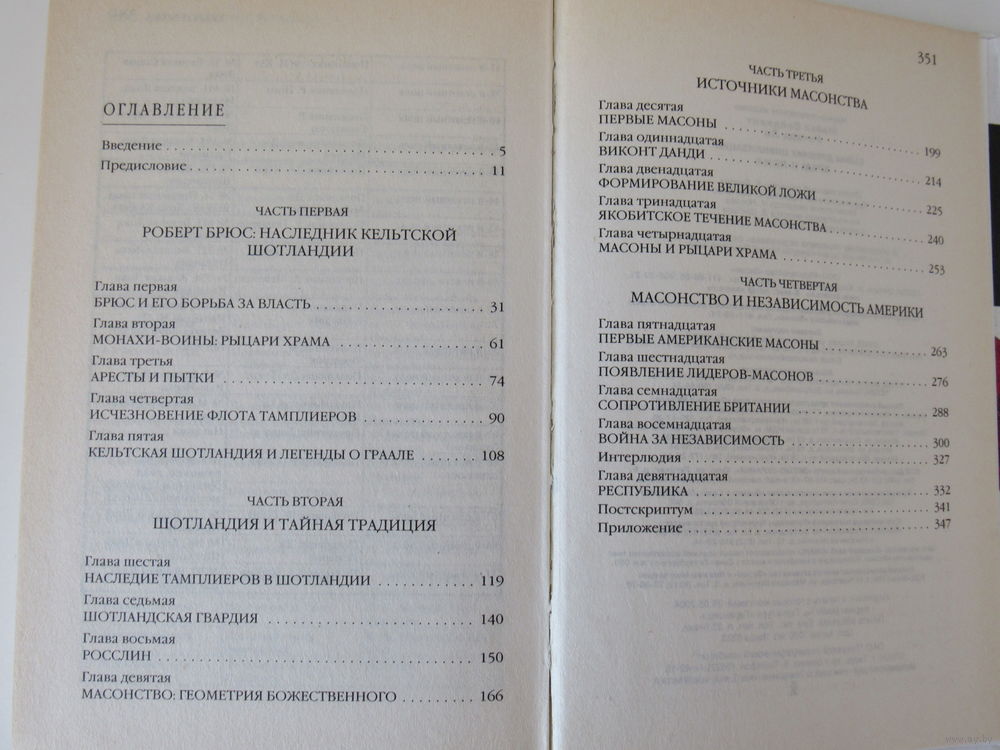 ОГЛАВЛЕНИЕ
Введение . . . . . . . . . . . . . . . . . . . . . . . . . . . . . . 5
Предисловие . . . . . . . . . . . . . . . . . . . . . . . . . . . 11
ЧАСТЬ ПЕРВАЯ
РОБЕРТ БРЮС: НАСЛЕДНИК КЕЛЬТСКОЙ
ШОТЛАНДИИ
Глава первая
БРЮС И ЕГО БОРЬБА ЗА ВЛАСТЬ . . . . . . . . . . . . . . . 31
Глава вторая
МОНАХИ-ВОИНЫ: РЫЦАРИ ХРАМА . . . . . . . . . . . . . 61
Глава третья
АРЕСТЫ И ПЫТКИ . . . . . . . . . . . . . . . . . . . . . . . 74
Глава четвертая
ИСЧЕЗНОВЕНИЕ ФЛОТА ТАМПЛИЕРОВ . . . . . . . . . . . 90
Глава пятая
КЕЛЬТСКАЯ ШОТЛАНДИЯ И ЛЕГЕНДЫ О ГРААЛЕ . . . . . . 108
ЧАСТЬ ВТОРАЯ
ШОТЛАНДИЯ И ТАЙНАЯ ТРАДИЦИЯ
Глава шестая
НАСЛЕДИЕ ТАМПЛИЕРОВ В ШОТЛАНДИИ . . . . . . . . . . 119
Глава седьмая
ШОТЛАНДСКАЯ ГВАРДИЯ . . . . . . . . . . . . . . . . . . . 140
Глава восьмая
РОССЛИН . . . . . . . . . . . . . . . . . . . . . . . . . . . . 150
Глава девятая
МАСОНСТВО: ГЕОМЕТРИЯ БОЖЕСТВЕННОГО . . . . . . . . . 166
351
ЧАСТЬ ТРЕТЬЯ
ИСТОЧНИКИ МАСОНСТВА
Глава десятая
ПЕРВЫЕ МАСОНЫ . . . . . . . . . . . . . . . . . . . . . . 199
Глава одиннадцатая
ВИКОНТ ДАНДИ . . . . . . . . . . . . . . . . . . . . . . . 214
Глава двенадцатая
ФОРМИРОВАНИЕ ВЕЛИКОЙ ЛОЖИ . . . . . . . . . . . . 225
Глава тринадцатая
ЯКОБИТСКОЕ ТЕЧЕНИЕ МАСОНСТВА . . . . . . . . . . . . 240
Глава четырнадцатая
МАСОНЫ И РЫЦАРИ ХРАМА . . . . . . . . . . . . . . . . 253
ЧАСТЬ ЧЕТВЕРТАЯ
МАСОНСТВО И НЕЗАВИСИМОСТЬ АМЕРИКИ
Глава пятнадцатая
ПЕРВЫЕ АМЕРИКАНСКИЕ МАСОНЫ . . . . . . . . . . . . 263
Глава шестнадцатая
ПОЯВЛЕНИЕ ЛИДЕРОВ-МАСОНОВ . . . . . . . . . . . . . 276
Глава семнадцатая
СОПРОТИВЛЕНИЕ БРИТАНИИ . . . . . . . . . . . . . . . 288
Глава восемнадцатая
ВОЙНА ЗА НЕЗАВИСИМОСТЬ . . . . . . . . . . . . . . . 300
Интерлюдия . . . . . . . . . . . . . . . . . . . . . . . . . . 327
Глава девятнадцатая
РЕСПУБЛИКА . . . . . . . . . . . . . . . . . . . . . . . . . 332
Постскриптум . . . . . . . . . . . . . . . . . . . . . . . . . 341
Приложение . . . . . . . . . . . . . . . . . . . . . . . . . . 347
www.ay.by